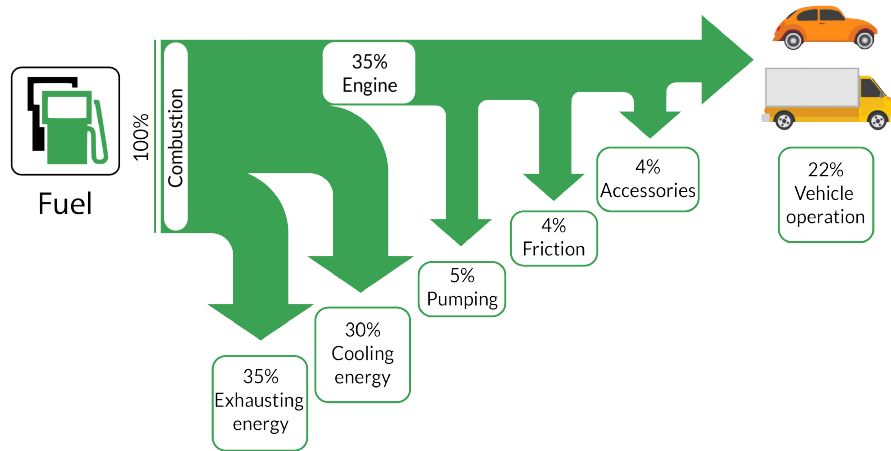 Fuel
100%
Combustion
35%
Engine
35%
Exhausting
energy
30%
Cooling
energy
5%
Pumping
4%
Friction
4%
Accessories
22%
Vehicle
operation